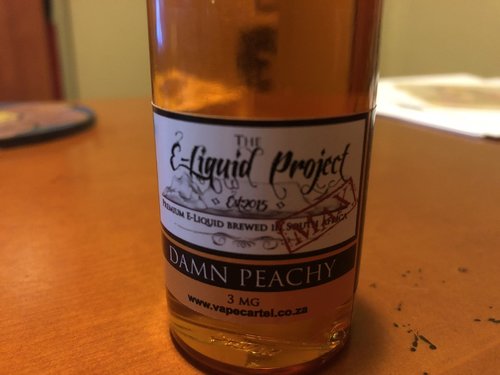 THE
E-Liquid Project
Est:2015
PREMIUM E-LIQUID BREWED IN SOUTH AFRICA
DAMN PEACHY
3 MG
www.vapecartel.co.za